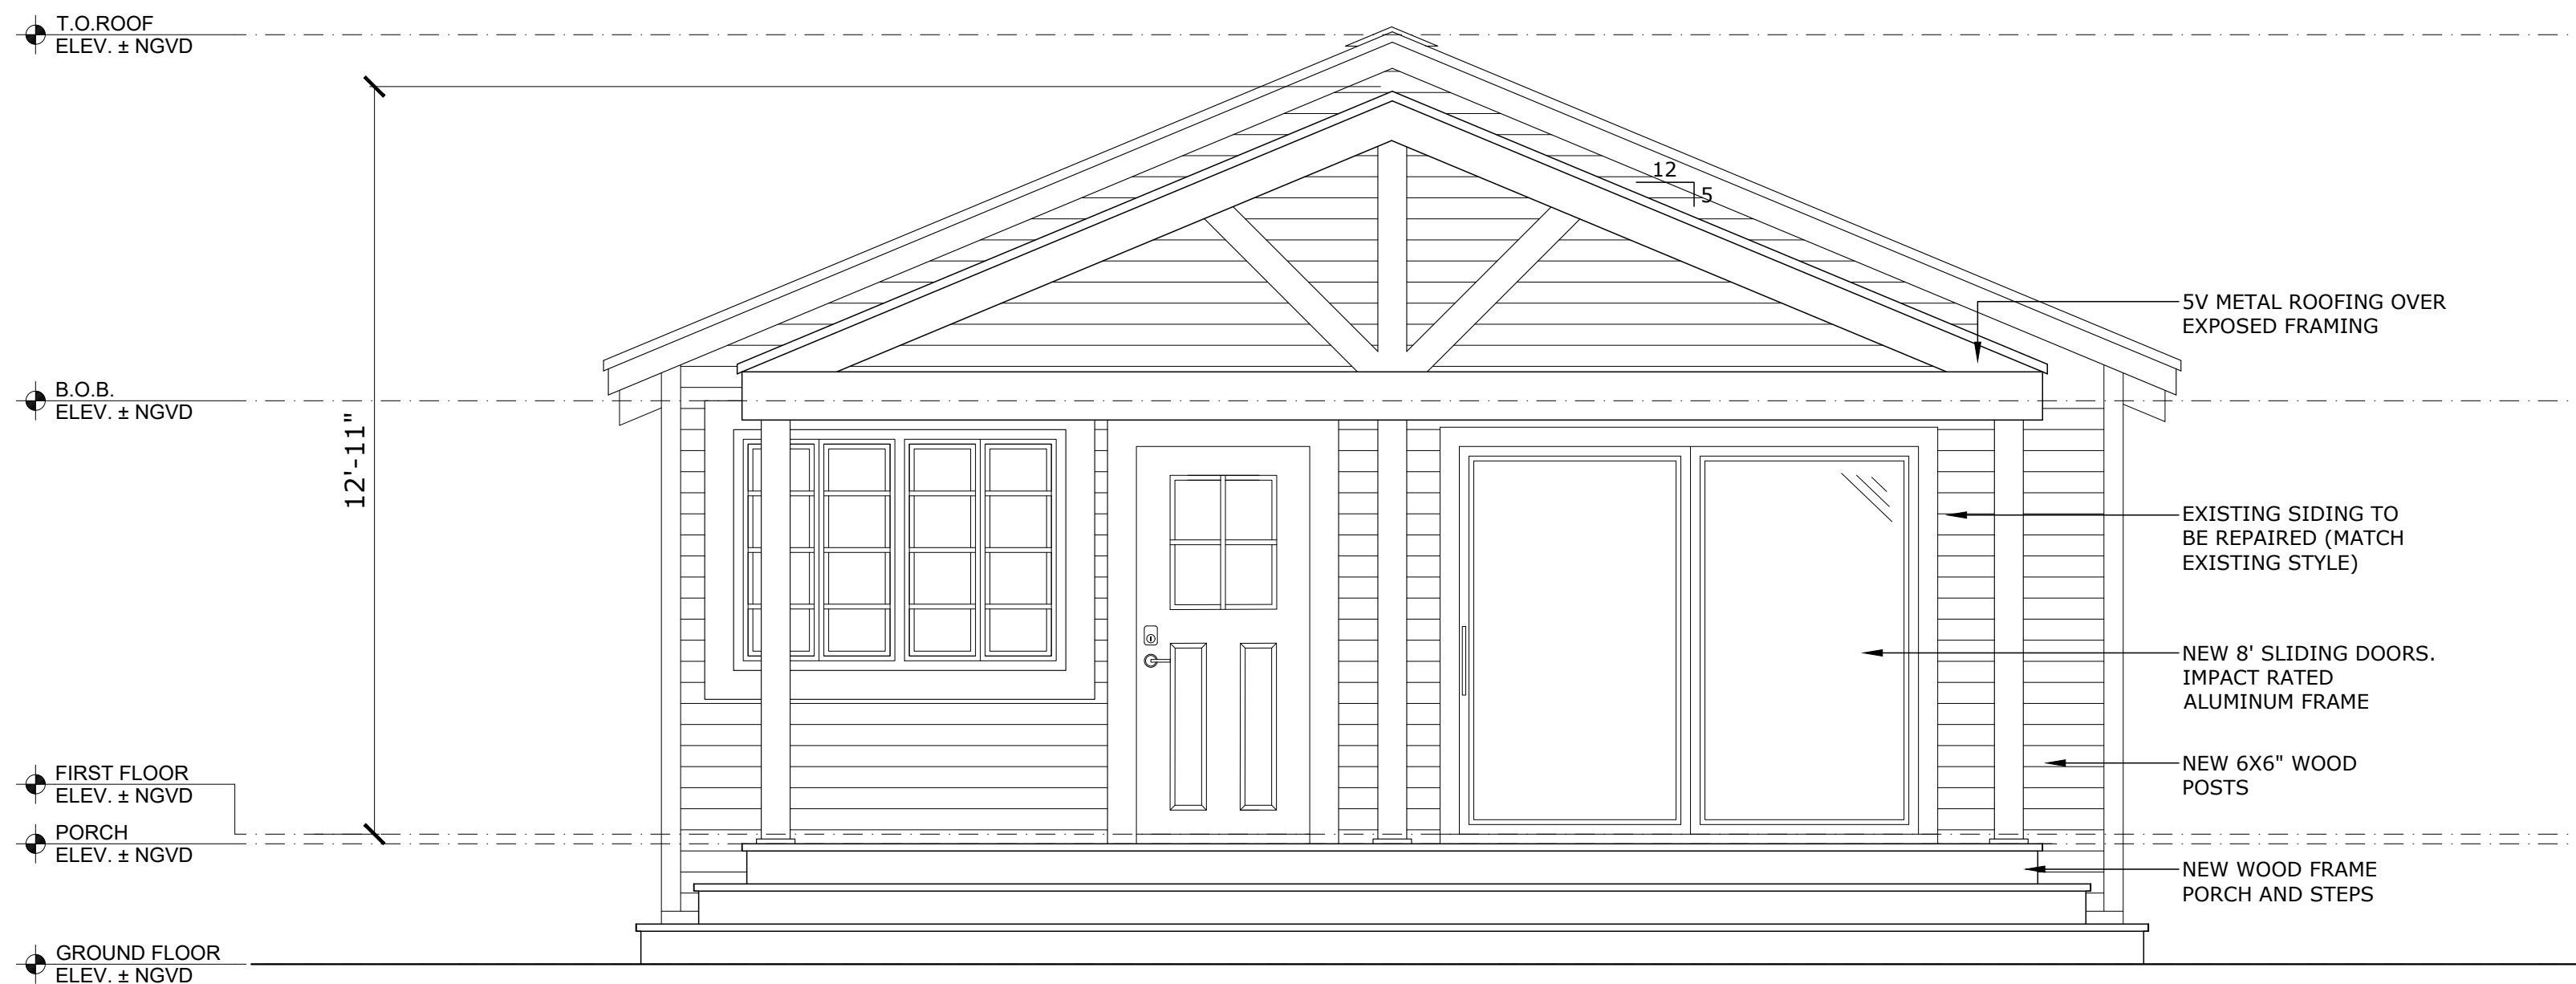 T.O.ROOF
ELEV. ± NGVD
12
5
5V METAL ROOFING OVER
EXPOSED FRAMING
B.O.B.
ELEV. ± NGVD
12'-11"
EXISTING SIDING TO
BE REPAIRED (MATCH
EXISTING STYLE)
NEW 8' SLIDING DOORS.
IMPACT RATED
ALUMINUM FRAME
NEW 6X6" WOOD
POSTS
FIRST FLOOR
ELEV. ± NGVD
PORCH
ELEV. ± NGVD
NEW WOOD FRAME
PORCH AND STEPS
GROUND FLOOR
ELEV. ± NGVD